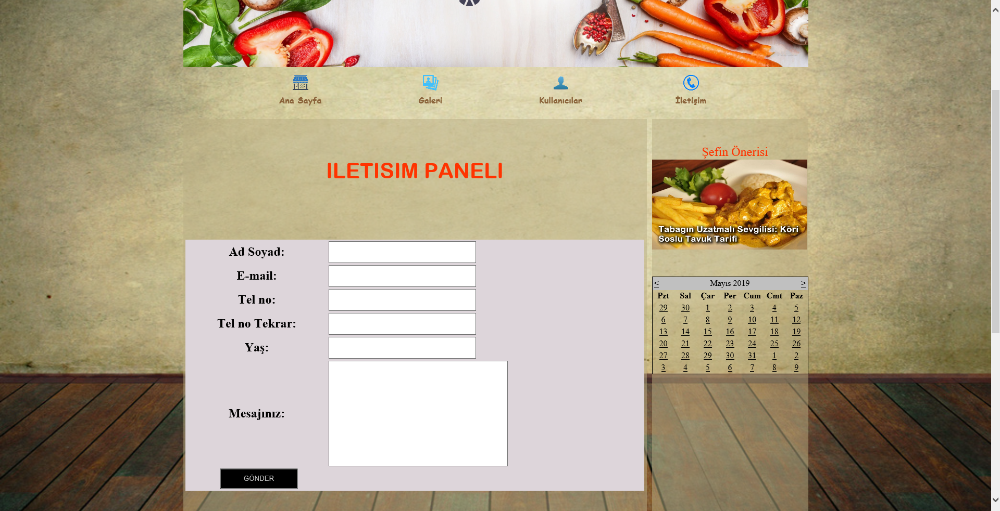 Ana Sayfa
Galeri
Kullanıcılar
İletişim
ILETISIM PANELI
Ad Soyad:
E-mail:
Tel no:
Tel no Tekrar:
Yaş:
Mesajınız:
GÖNDER
Şefin Önerisi
Tabagın Uzatmalı Sevgilisi: Köri
Soslu Tavuk Tarifi
< Mayıs 2019 >
Pzt Sal Çar Per Cum Cmt Paz
29 30 1 2 3 4 5
6 7 8 9 10 11 12
13 14 15 16 17 18 19
20 21 22 23 24 25 26
27 28 29 30 31 1 2
3 4 5 6 7 8 9